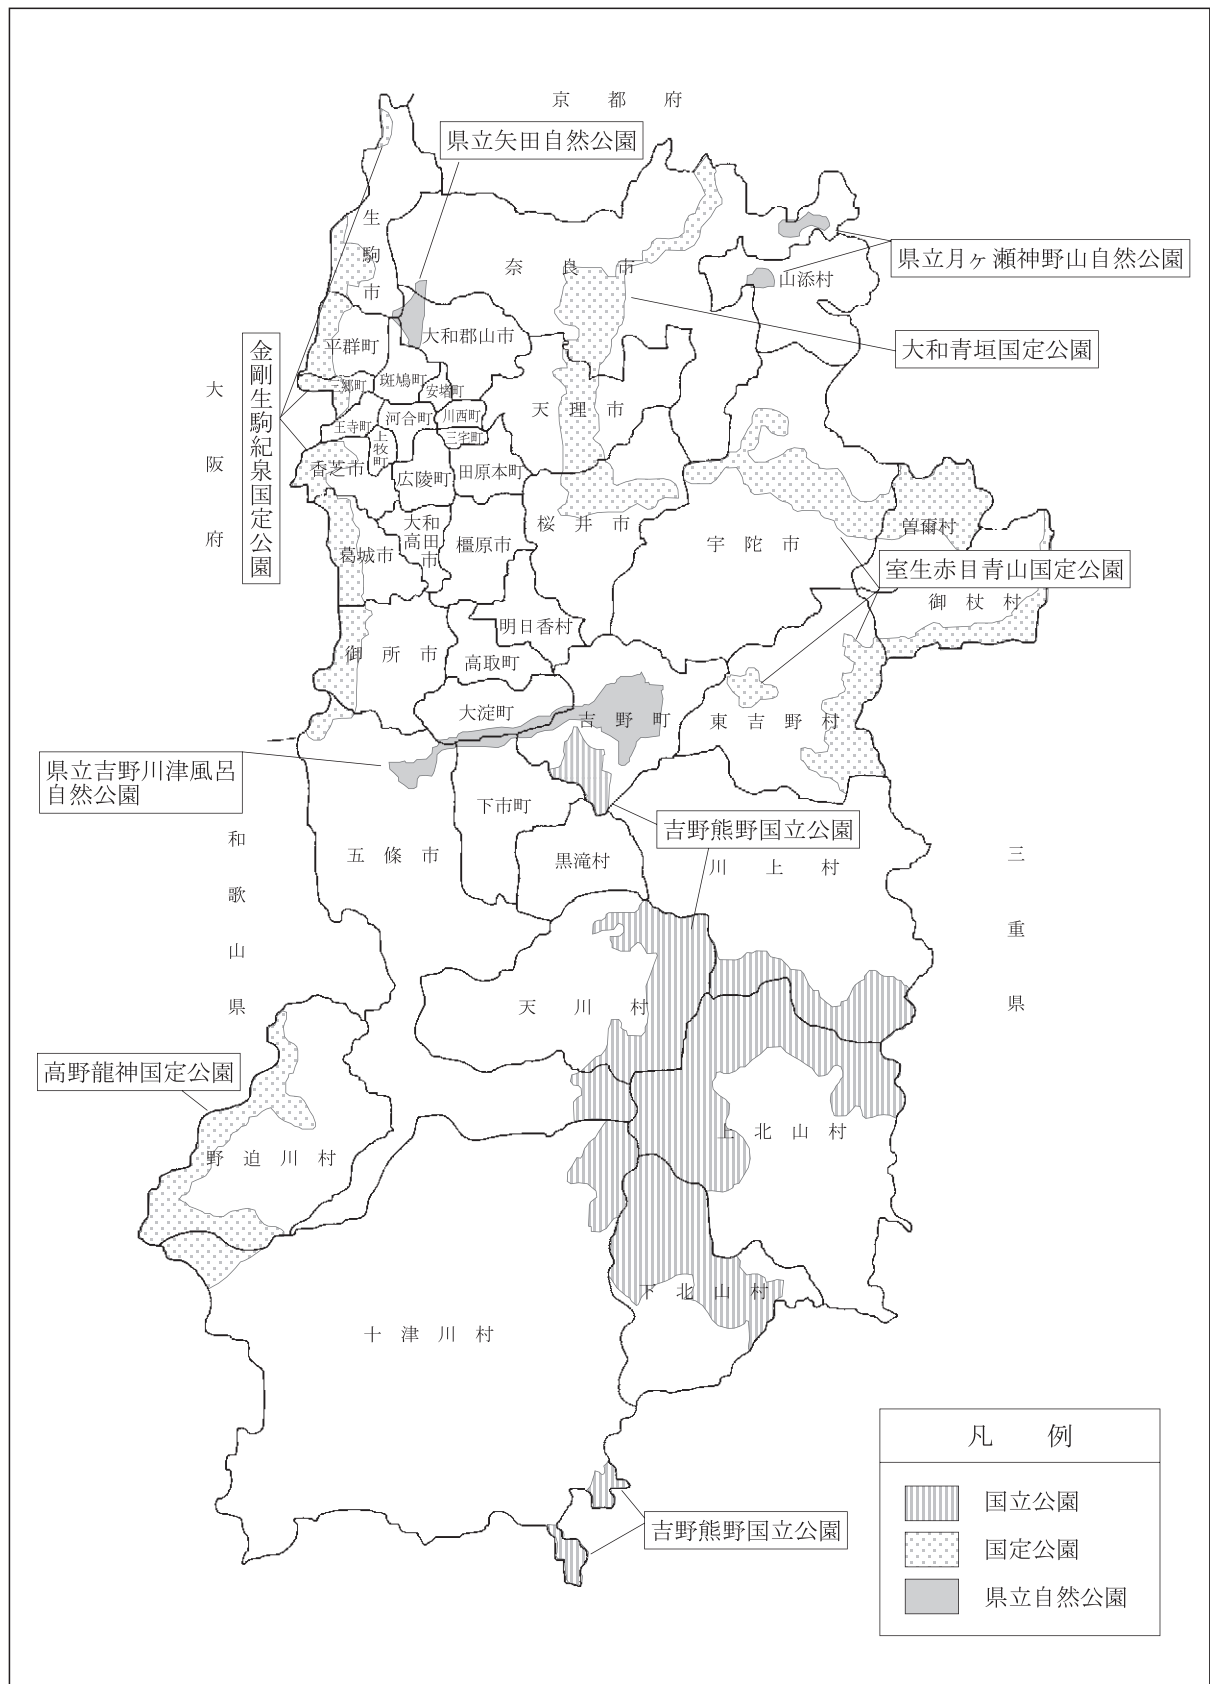 京都府
県立矢田自然公園
生駒市
奈良市
県立月ヶ瀬神野山自然公園
山添村
大和郡山市
大和青垣国定公園
平群町
金剛生駒紀泉国定公園
大阪府
三郷町
斑鳩町
安堵町
天理市
王寺町
河合町
川西町
三宅町
上牧町
香芝市
広陵町
田原本町
大和
高田
市
橿原市
桜井市
宇陀市
曽爾村
葛城市
室生赤目青山国定公園
御杖村
明日香村
御所市
高取町
大淀町
吉野町
東吉野村
県立吉野川津風呂
自然公園
下市町
吉野熊野国立公園
和歌山県
五條市
黒滝村
川上村
三重県
天川村
高野龍神国定公園
野迫川村
上北山村
下北山村
十津川村
吉野熊野国立公園
凡例
国立公園
国定公園
県立自然公園